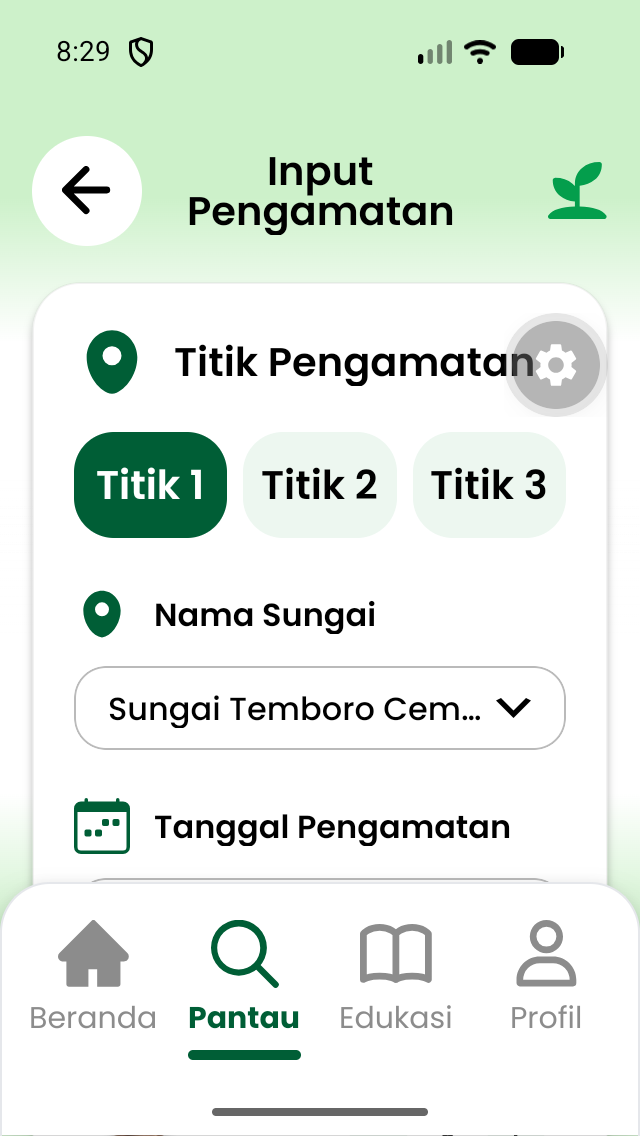 8:29
Input
Pengamatan
Titik Pengamatan
Titik 1
Titik 2
Titik 3
Nama Sungai
Sungai Temboro Cem...
Tanggal Pengamatan
Beranda
Pantau
Edukasi
Profil